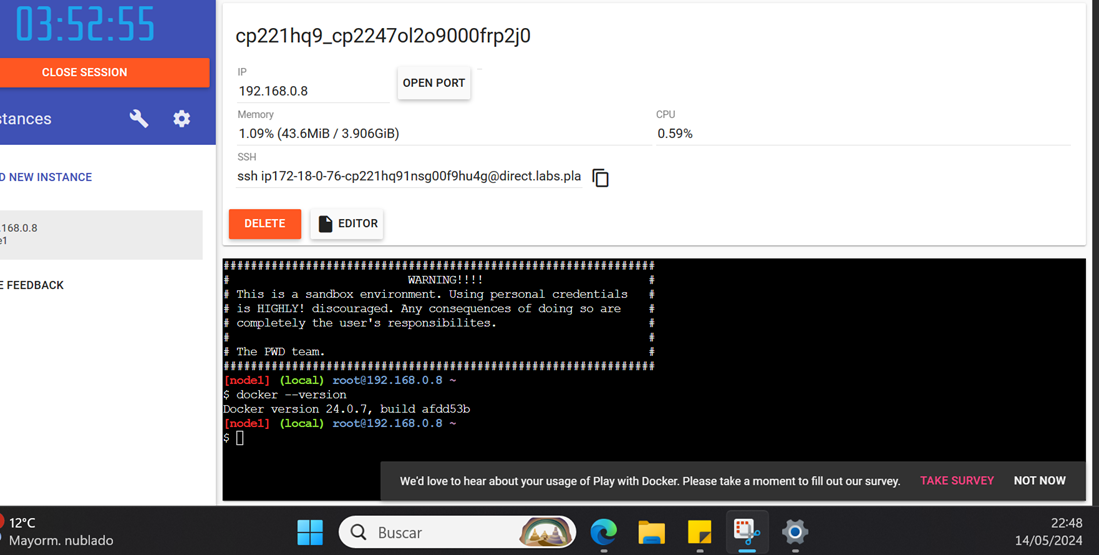 03:52:55
CLOSE SESSION
stances
D NEW INSTANCE
.168.0.8
e1
E FEEDBACK
cp221hq9_cp2247ol2o9000frp2j0
IP
192.168.0.8
OPEN PORT
Memory
1.09% (43.6MiB / 3.906GiB)
CPU
0.59%
SSH
ssh ip172-18-0-76-cp221hq91nsg00f9hu4g@direct.labs.pla
DELETE
EDITOR
###############################################################
# WARNING!!!! #
# This is a sandbox environment. Using personal credentials #
# is HIGHLY! discouraged. Any consequences of doing so are #
# completely the user's responsibilites. #
# #
# The PWD team. #
###############################################################
[node1] (local) root@192.168.0.8 ~
$ docker --version
Docker version 24.0.7, build afdd53b
[node1] (local) root@192.168.0.8 ~
$
We'd love to hear about your usage of Play with Docker. Please take a moment to fill out our survey.
TAKE SURVEY
NOT NOW
12°C
Mayorm. nublado
Buscar
22:48
14/05/2024